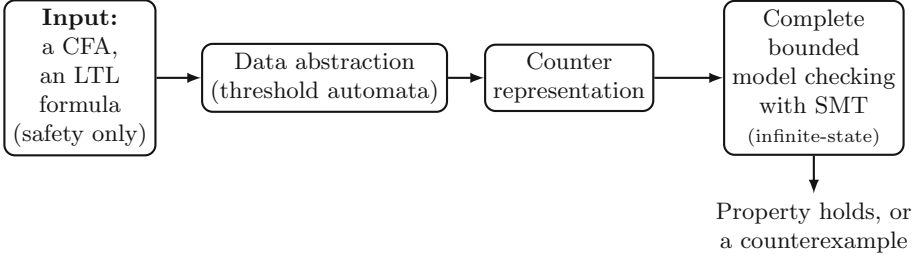 Input:
a CFA,
an LTL
formula
(safety only)
Data abstraction
(threshold automata)
Counter
representation
Complete
bounded
model checking
with SMT
(infinite-state)
Property holds, or
a counterexample